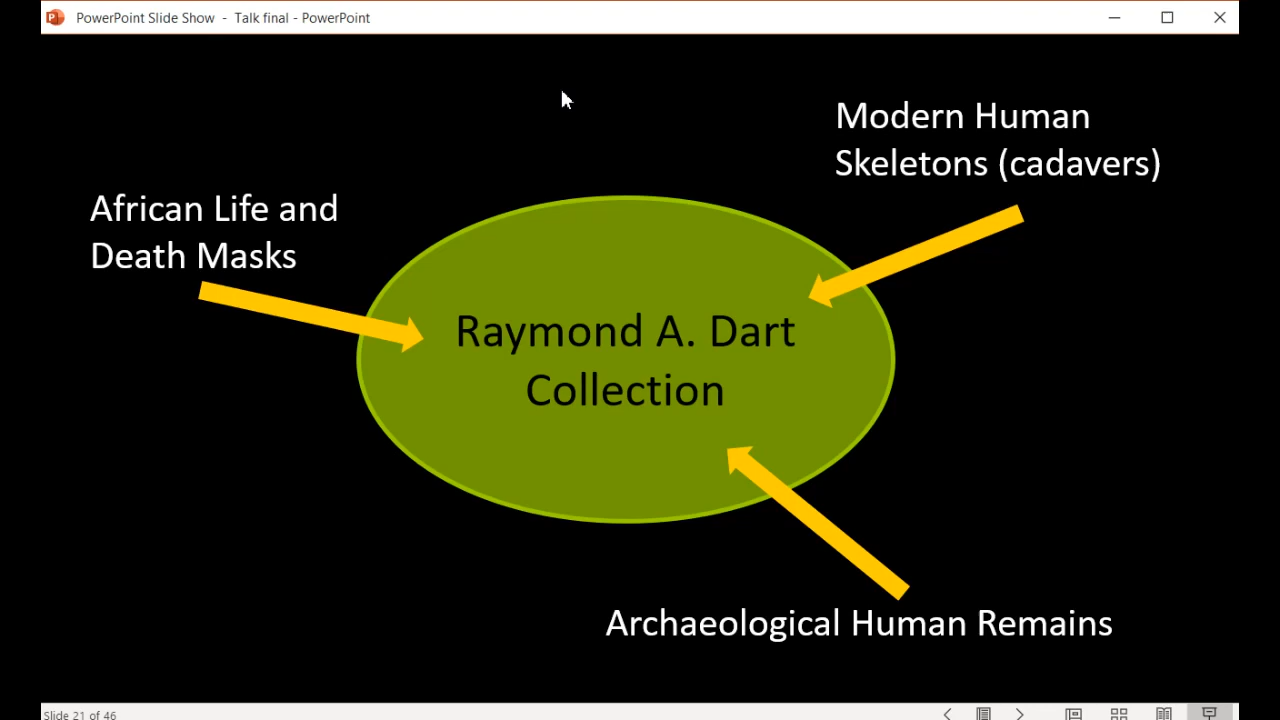 PowerPoint Slide Show - Talk final - PowerPoint
Modern Human
Skeletons (cadavers)
African Life and
Death Masks
Raymond A. Dart
Collection
Archaeological Human Remains
Slide 21 of 46